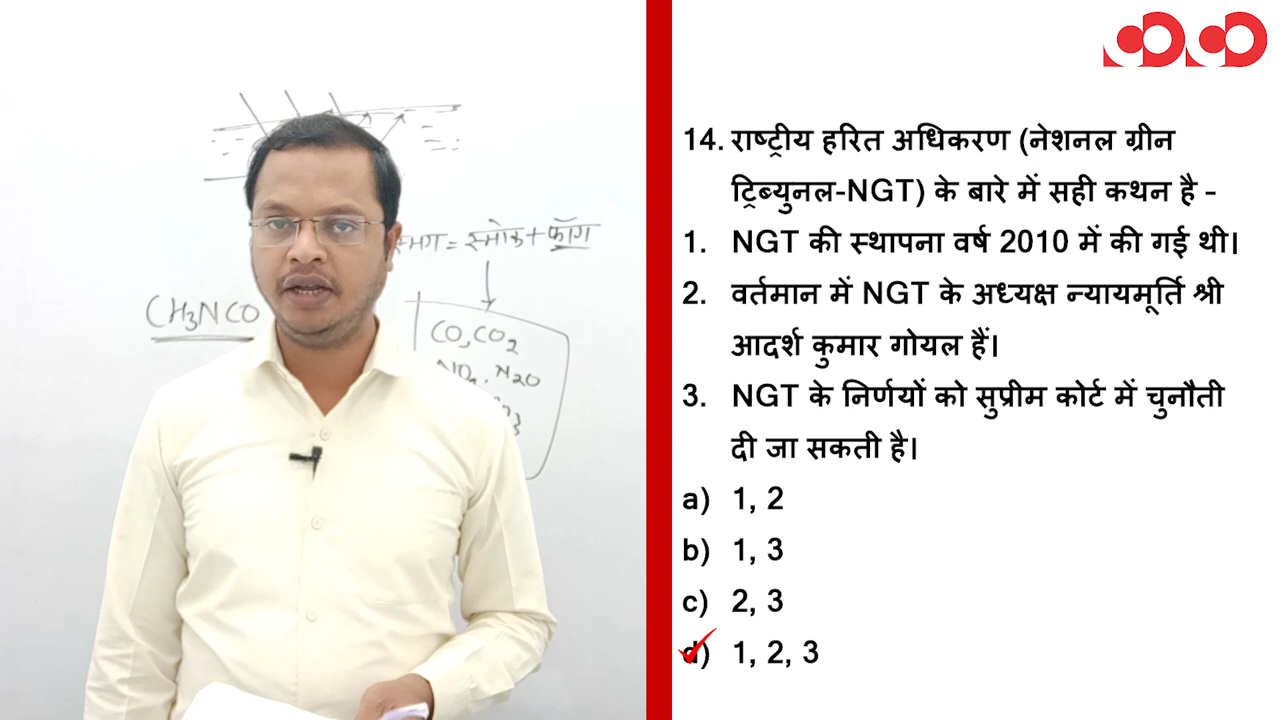 स्मॉग = स्मोक + फॉग
CH₃NCO
CO, CO₂
N₂O
14. राष्ट्रीय हरित अधिकरण (नेशनल ग्रीन
ट्रिब्युनल-NGT) के बारे में सही कथन है –
1. NGT की स्थापना वर्ष 2010 में की गई थी।
2. वर्तमान में NGT के अध्यक्ष न्यायमूर्ति श्री
आदर्श कुमार गोयल हैं।
3. NGT के निर्णयों को सुप्रीम कोर्ट में चुनौती
दी जा सकती है।
a) 1, 2
b) 1, 3
c) 2, 3
d) 1, 2, 3